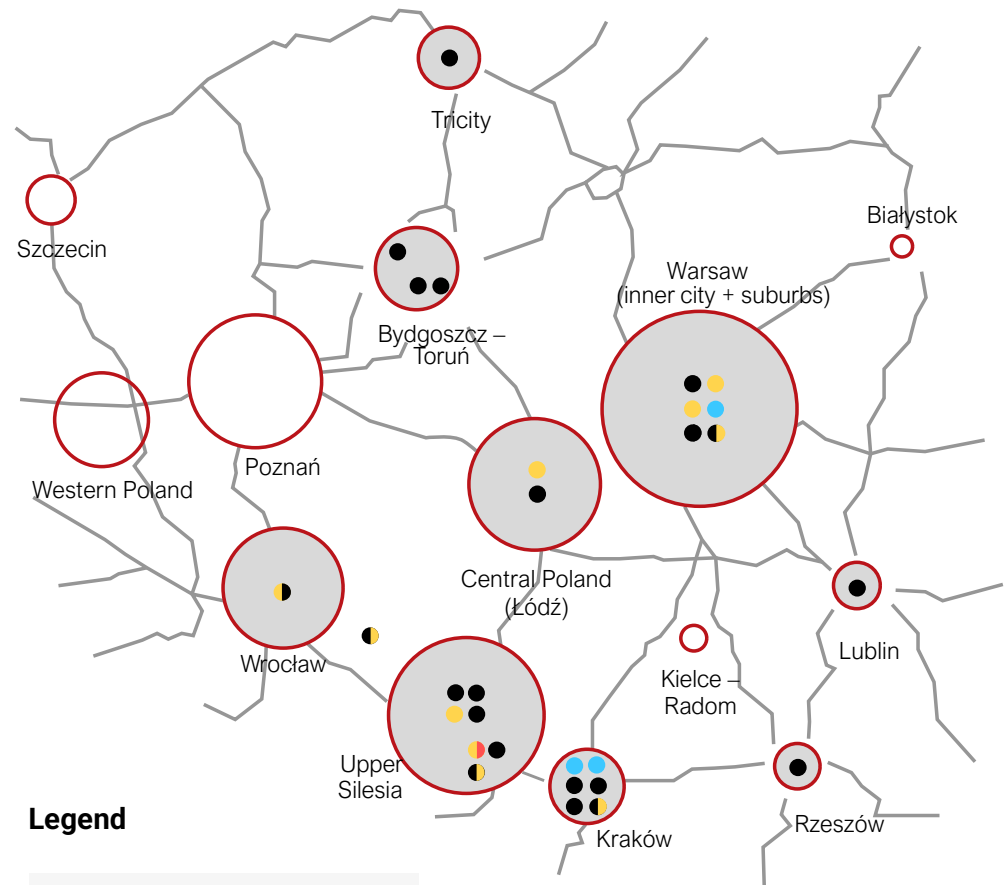 Tricity
Szczecin
Białystok
Warsaw
(inner city + suburbs)
Bydgoszcz –
Toruń
Poznań
Western Poland
Central Poland
(Łódź)
Wrocław
Lublin
Kielce –
Radom
Upper
Silesia
Kraków
Rzeszów
Legend